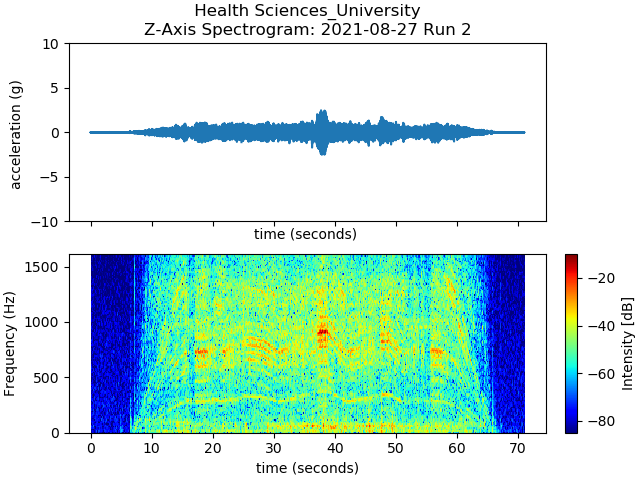 Health Sciences_University
Z-Axis Spectrogram: 2021-08-27 Run 2
10
5
0
−5
−10
acceleration (g)
time (seconds)
1500
1000
500
0
Frequency (Hz)
0 10 20 30 40 50 60 70
time (seconds)
−20
−40
−60
−80
Intensity [dB]